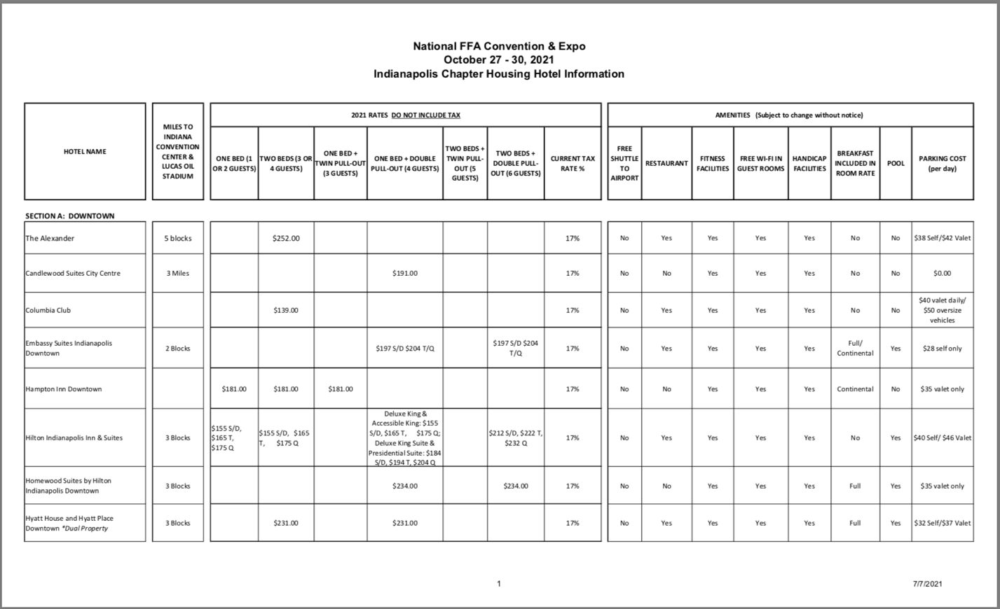 National FFA Convention & Expo
October 27 - 30, 2021
Indianapolis Chapter Housing Hotel Information
HOTEL NAME
MILES TO
INDIANA
CONVENTION
CENTER &
LUCAS OIL
STADIUM
2021 RATES DO NOT INCLUDE TAX
ONE BED (1
OR 2 GUESTS)
TWO BEDS (3 OR
4 GUESTS)
ONE BED +
TWIN PULL-OUT
(3 GUESTS)
ONE BED + DOUBLE
PULL-OUT (4 GUESTS)
TWO BEDS +
TWIN PULL-
OUT (5
GUESTS)
TWO BEDS +
DOUBLE PULL-
OUT (6 GUESTS)
CURRENT TAX
RATE %
AMENITIES (Subject to change without notice)
FREE
SHUTTLE
TO
AIRPORT
RESTAURANT
FITNESS
FACILITIES
FREE WI-FI IN
GUEST ROOMS
HANDICAP
FACILITIES
BREAKFAST
INCLUDED IN
ROOM RATE
POOL
PARKING COST
(per day)
SECTION A: DOWNTOWN
The Alexander
5 blocks
$252.00
17%
No
Yes
Yes
Yes
Yes
No
No
$38 Self/$42 Valet
Candlewood Suites City Centre
3 Miles
$191.00
17%
No
No
Yes
Yes
Yes
No
No
$0.00
Columbia Club
$139.00
17%
No
Yes
Yes
Yes
Yes
No
No
$40 valet daily/
$50 oversize
vehicles
Embassy Suites Indianapolis
Downtown
2 Blocks
$197 S/D $204 T/Q
$197 S/D $204
T/Q
17%
No
Yes
Yes
Yes
Yes
Full/
Continental
Yes
$28 self only
Hampton Inn Downtown
$181.00
$181.00
$181.00
17%
No
No
Yes
Yes
Yes
Continental
No
$35 valet only
Hilton Indianapolis Inn & Suites
3 Blocks
$155 S/D,
$165 T,
$175 Q
$155 S/D, $165
T, $175 Q
Deluxe King &
Accessible King: $155
S/D, $165 T, $175 Q;
Deluxe King Suite &
Presidential Suite: $184
S/D, $194 T, $204 Q
$212 S/D, $222 T,
$232 Q
17%
No
Yes
Yes
Yes
Yes
No
Yes
$40 Self/ $46 Valet
Homewood Suites by Hilton
Indianapolis Downtown
3 Blocks
$234.00
$234.00
17%
No
No
Yes
Yes
Yes
Full
Yes
$35 valet only
Hyatt House and Hyatt Place
Downtown *Dual Property
3 Blocks
$231.00
$231.00
17%
No
Yes
Yes
Yes
Yes
Full
Yes
$32 Self/$37 Valet
1
7/7/2021